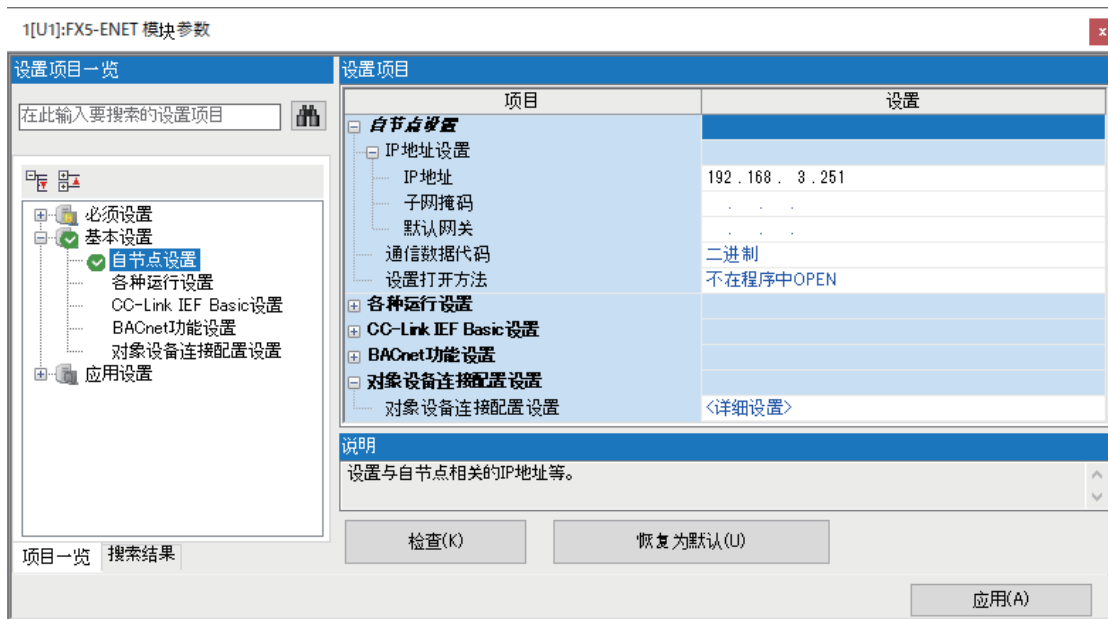 1[U1]:FX5-ENET 模块参数
x
设置项目一览
在此输入要搜索的设置项目
必须设置
基本设置
自节点设置
各种运行设置
CC-Link IEF Basic设置
BACnet功能设置
对象设备连接配置设置
应用设置
项目一览
搜索结果
设置项目
项目 设置
自节点设置
IP地址设置
IP地址 192 . 168 . 3 . 251
子网掩码 . . .
默认网关 . . .
通信数据代码 二进制
设置打开方法 不在程序中OPEN
各种运行设置
CC-Link IEF Basic设置
BACnet功能设置
对象设备连接配置设置
对象设备连接配置设置 <详细设置>
说明
设置与自节点相关的IP地址等。
检查(K) 恢复为默认(U)
应用(A)